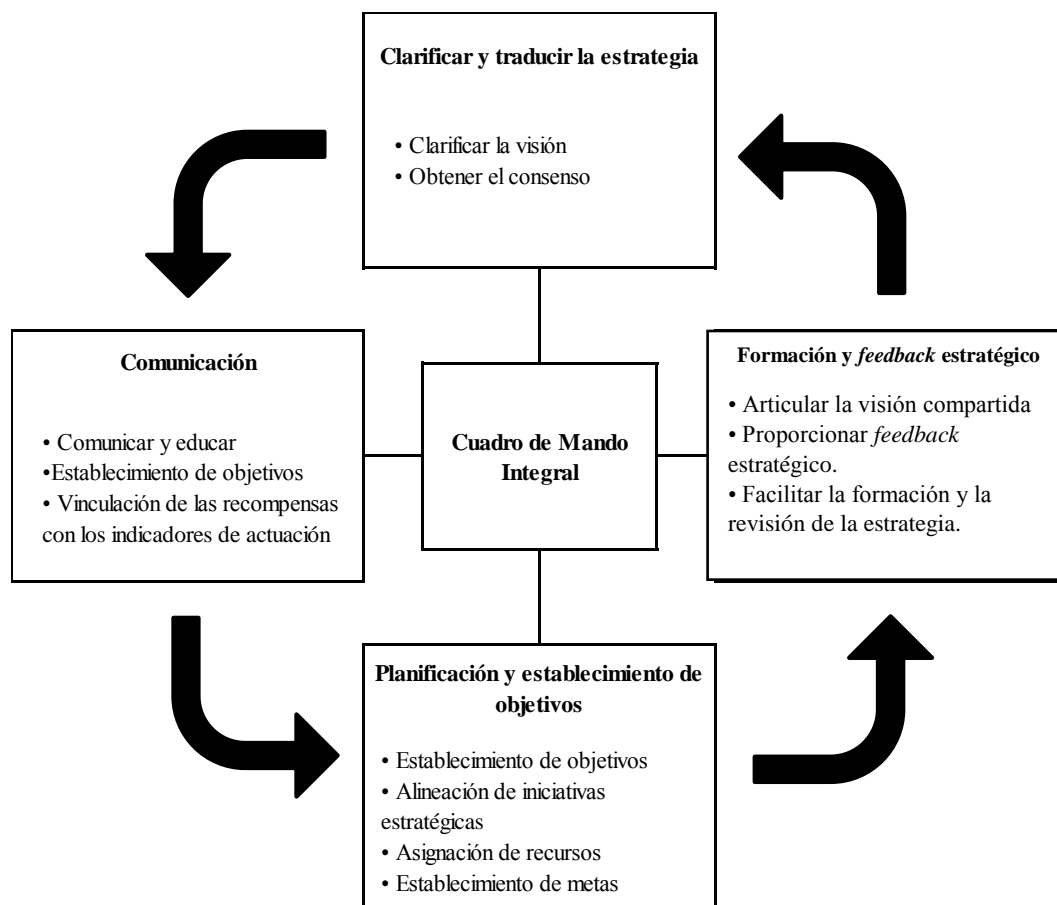 Clarificar y traducir la estrategia
• Clarificar la visión
• Obtener el consenso
Comunicación
• Comunicar y educar
•Establecimiento de objetivos
• Vinculación de las recompensas
con los indicadores de actuación
Cuadro de Mando
Integral
Formación y feedback estratégico
• Articular la visión compartida
• Proporcionar feedback
estratégico.
• Facilitar la formación y la
revisión de la estrategia.
Planificación y establecimiento de
objetivos
• Establecimiento de objetivos
• Alineación de iniciativas
estratégicas
• Asignación de recursos
• Establecimiento de metas